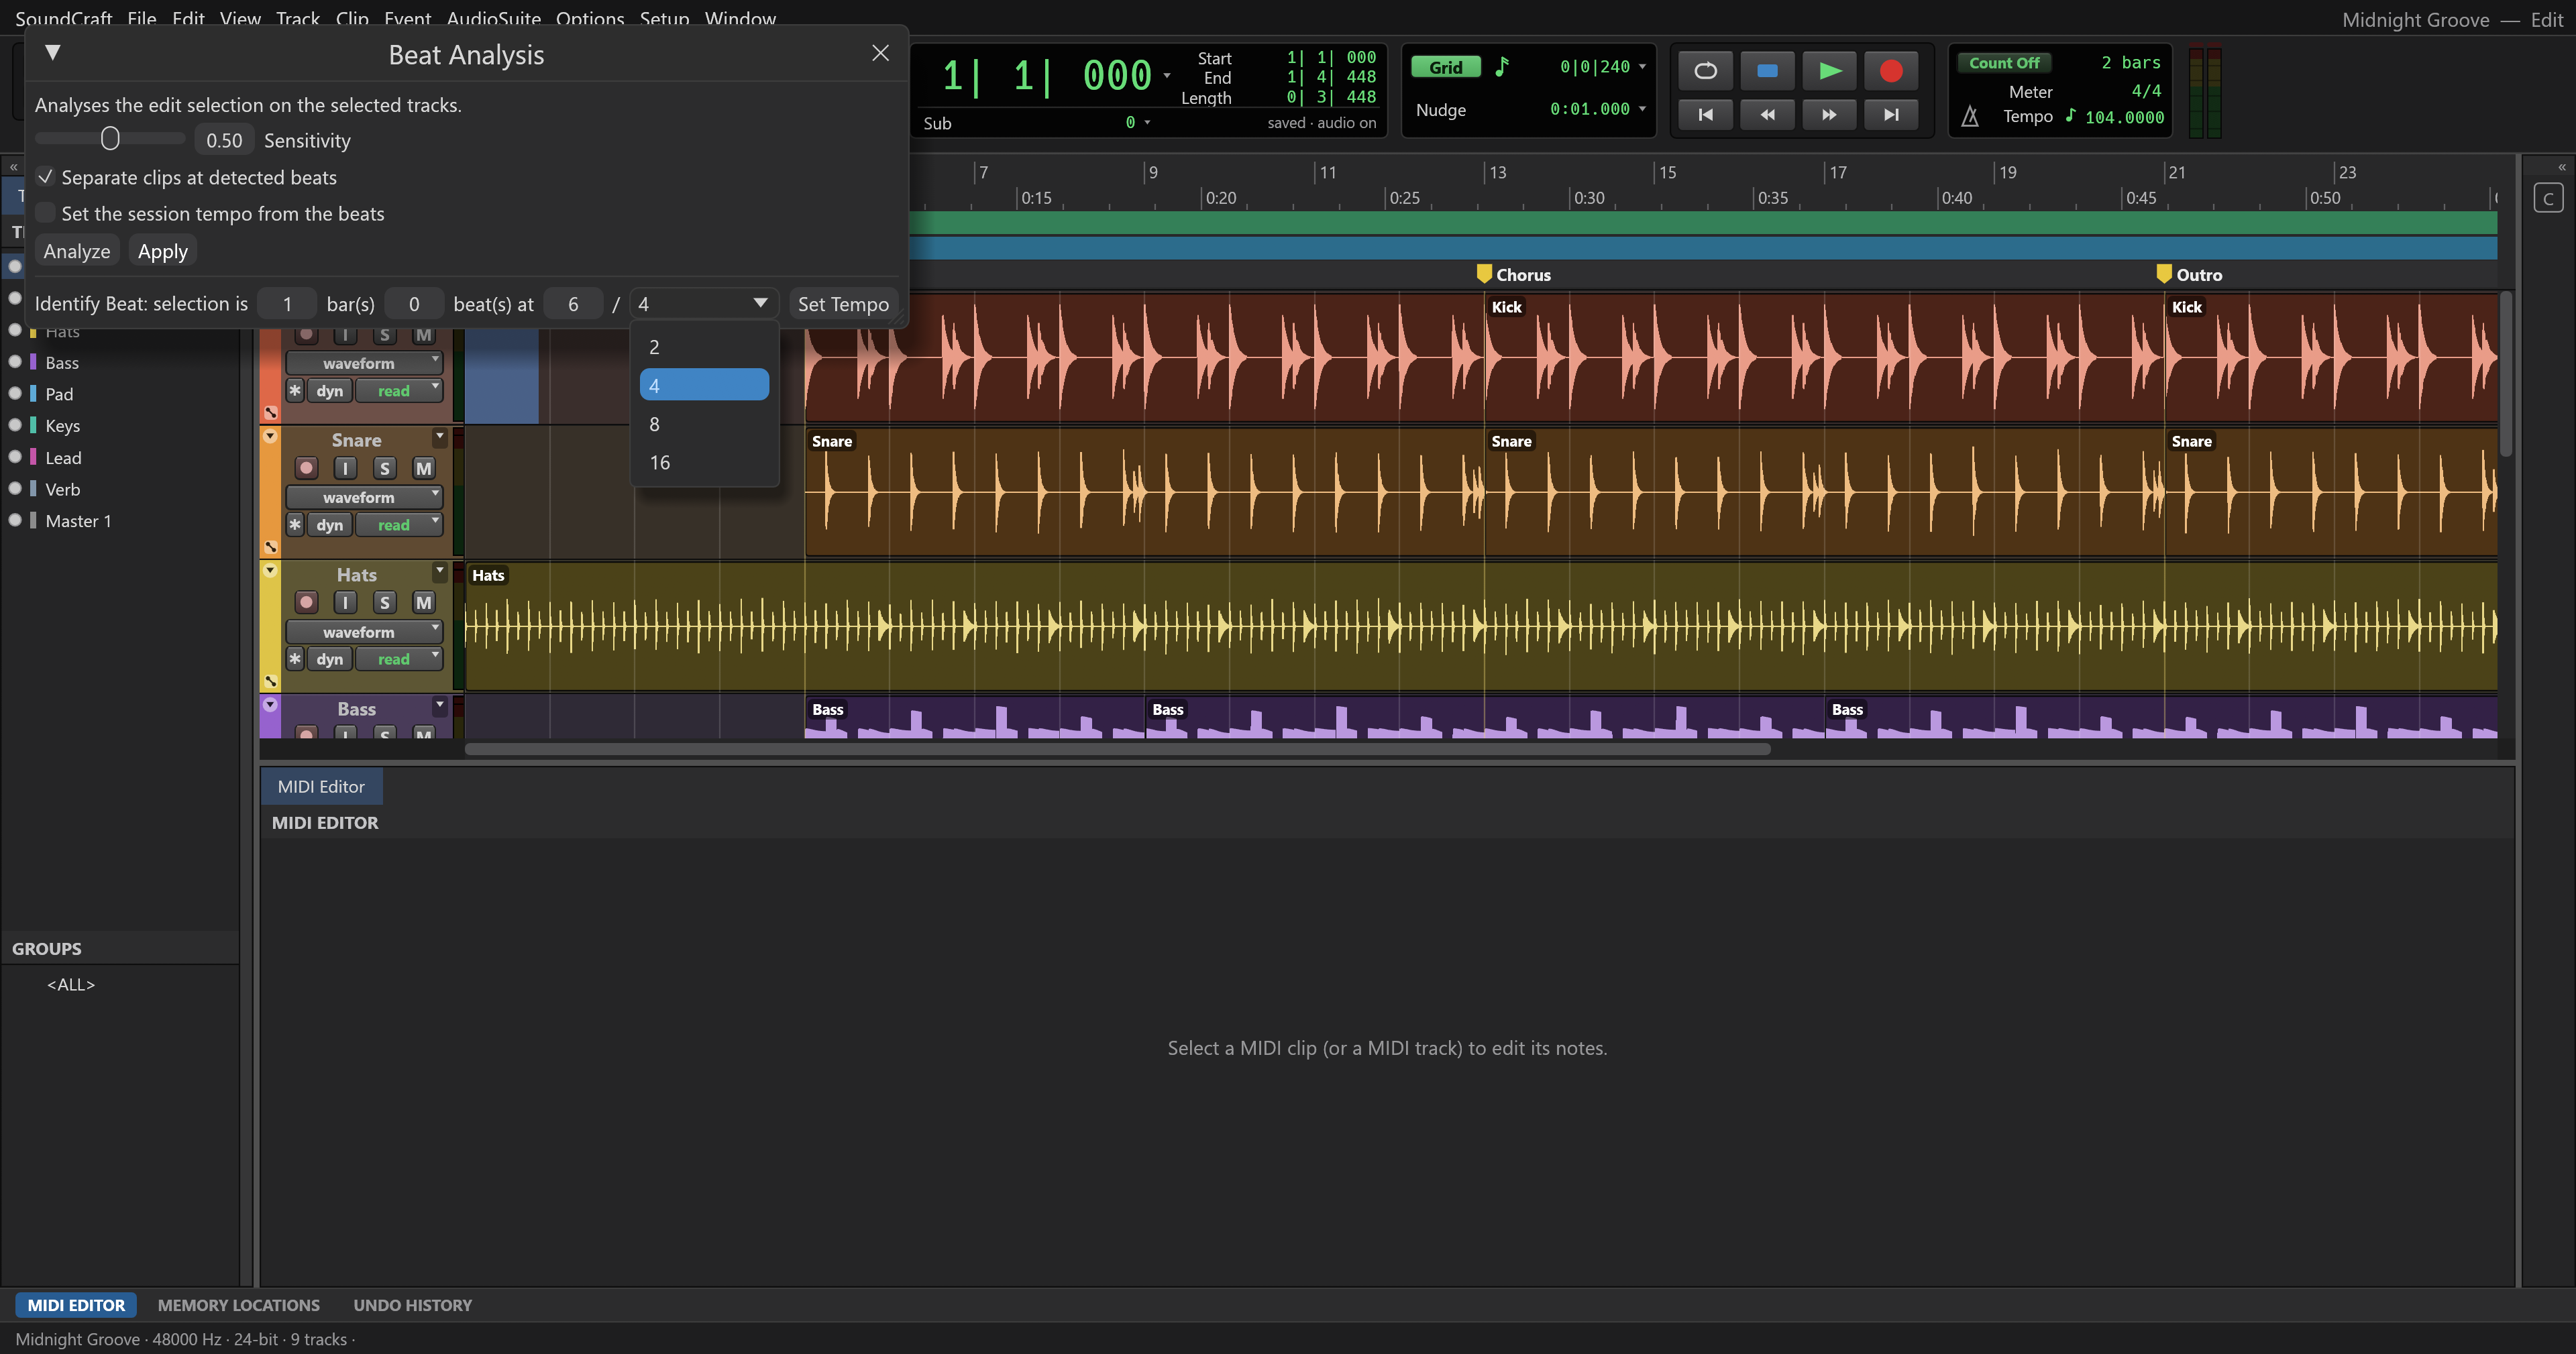 SoundCraft File Edit View Track Clip Event AudioSuite Options Setup Window
Midnight Groove — Edit
Beat Analysis
Analyses the edit selection on the selected tracks.
0.50 Sensitivity
Separate clips at detected beats
Set the session tempo from the beats
Analyze Apply
Identify Beat: selection is 1 bar(s) 0 beat(s) at 6 / 4 Set Tempo
2
4
8
16
1| 1| 000
Start 1| 1| 000
End 1| 4| 448
Length 0| 3| 448
Sub 0 saved · audio on
Grid 0|0|240
Nudge 0:01.000
Count Off 2 bars
Meter 4/4
Tempo 104.0000
7 9 11 13 15 17 19 21 23
0:15 0:20 0:25 0:30 0:35 0:40 0:45 0:50
Chorus Outro
C
Hats
Bass
Pad
Keys
Lead
Verb
Master 1
GROUPS
<ALL>
I S M
waveform
dyn read
Kick Kick
Snare
I S M
waveform
dyn read
Snare Snare Snare
Hats
I S M
waveform
dyn read
Hats
Bass
I S M
Bass Bass Bass
MIDI Editor
MIDI EDITOR
Select a MIDI clip (or a MIDI track) to edit its notes.
MIDI EDITOR MEMORY LOCATIONS UNDO HISTORY
Midnight Groove · 48000 Hz · 24-bit · 9 tracks ·